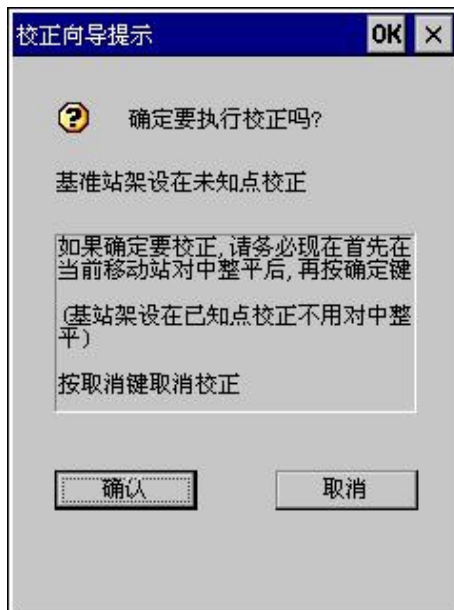 校正向导提示 OK ×
确定要执行校正吗?
基准站架设在未知点校正
如果确定要校正,请务必现在首先在
当前移动站对中整平后,再按确定键
(基站架设在已知点校正不用对中整
平)
按取消键取消校正
确认 取消